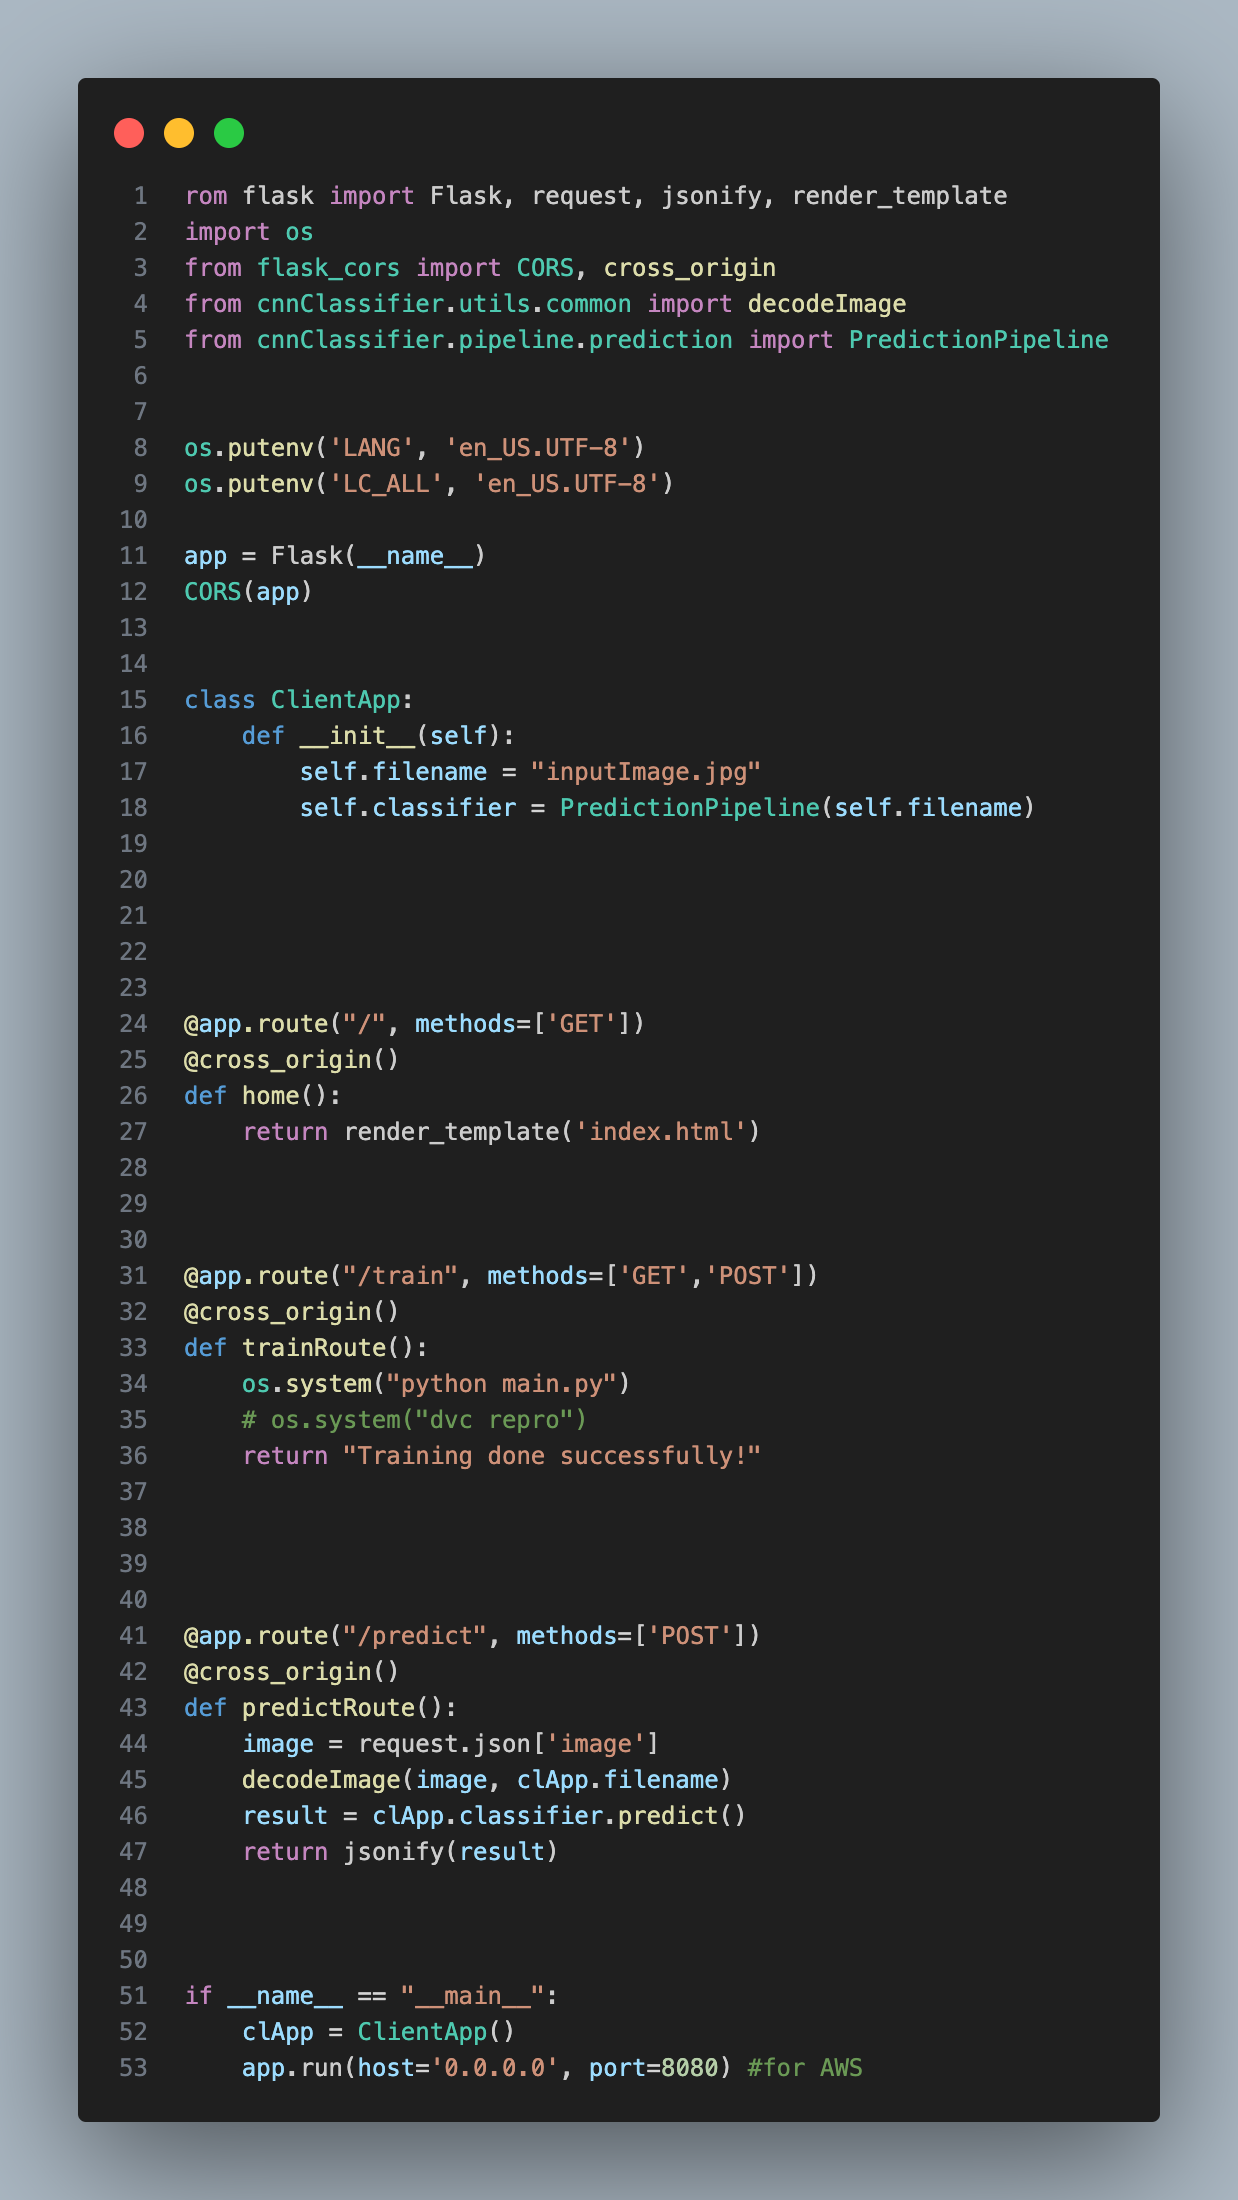 1 rom flask import Flask, request, jsonify, render_template
2 import os
3 from flask_cors import CORS, cross_origin
4 from cnnClassifier.utils.common import decodeImage
5 from cnnClassifier.pipeline.prediction import PredictionPipeline
6
7
8 os.putenv('LANG', 'en_US.UTF-8')
9 os.putenv('LC_ALL', 'en_US.UTF-8')
10
11 app = Flask(__name__)
12 CORS(app)
13
14
15 class ClientApp:
16     def __init__(self):
17         self.filename = "inputImage.jpg"
18         self.classifier = PredictionPipeline(self.filename)
19
20
21
22
23
24 @app.route("/", methods=['GET'])
25 @cross_origin()
26 def home():
27     return render_template('index.html')
28
29
30
31 @app.route("/train", methods=['GET','POST'])
32 @cross_origin()
33 def trainRoute():
34     os.system("python main.py")
35     # os.system("dvc repro")
36     return "Training done successfully!"
37
38
39
40
41 @app.route("/predict", methods=['POST'])
42 @cross_origin()
43 def predictRoute():
44     image = request.json['image']
45     decodeImage(image, clApp.filename)
46     result = clApp.classifier.predict()
47     return jsonify(result)
48
49
50
51 if __name__ == "__main__":
52     clApp = ClientApp()
53     app.run(host='0.0.0.0', port=8080) #for AWS